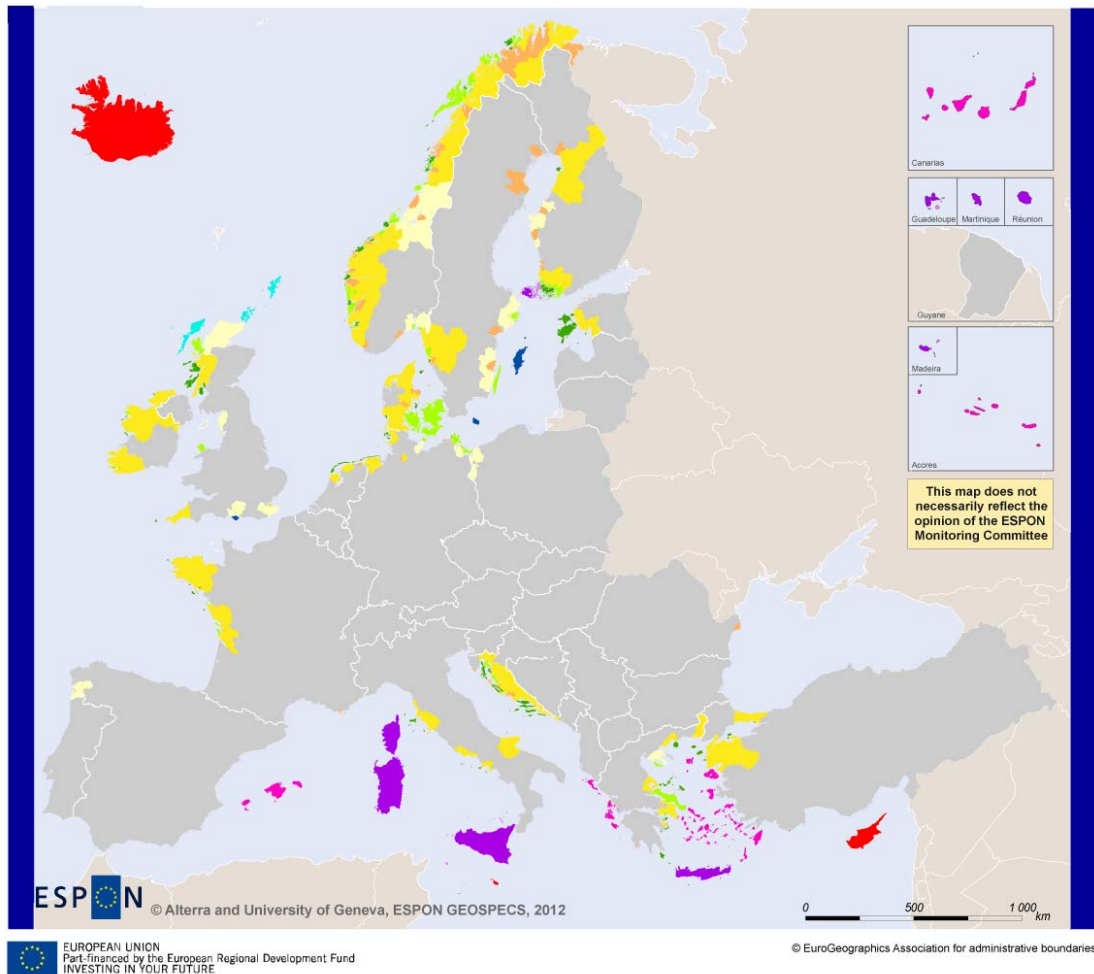 Canarias
Guadeloupe
Martinique
Réunion
Guyane
Madeira
Acores
This map does not
necessarily reflect the
opinion of the ESPON
Monitoring Committee
ESPON
© Alterra and University of Geneva, ESPON GEOSPECS, 2012
0 500 1 000
km
EUROPEAN UNION
Part-financed by the European Regional Development Fund
INVESTING IN YOUR FUTURE
© EuroGeographics Association for administrative boundaries